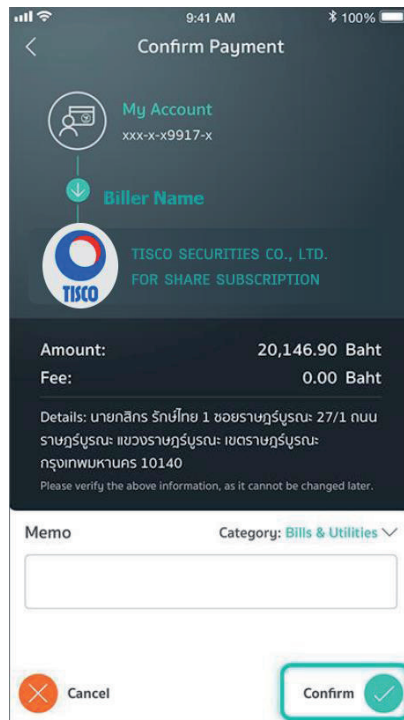 9:41 AM 100%
Confirm Payment
My Account
xxx-x-x9917-x
Biller Name
TISCO SECURITIES CO., LTD.
FOR SHARE SUBSCRIPTION
TISCO
Amount: 20,146.90 Baht
Fee: 0.00 Baht
Details: นายกสิกร รักษ์ไทย 1 ซอยราษฎร์บูรณะ 27/1 ถนน
ราษฎร์บูรณะ แขวงราษฎร์บูรณะ เขตราษฎร์บูรณะ
กรุงเทพมหานคร 10140
Please verify the above information, as it cannot be changed later.
Memo Category: Bills & Utilities
Cancel Confirm